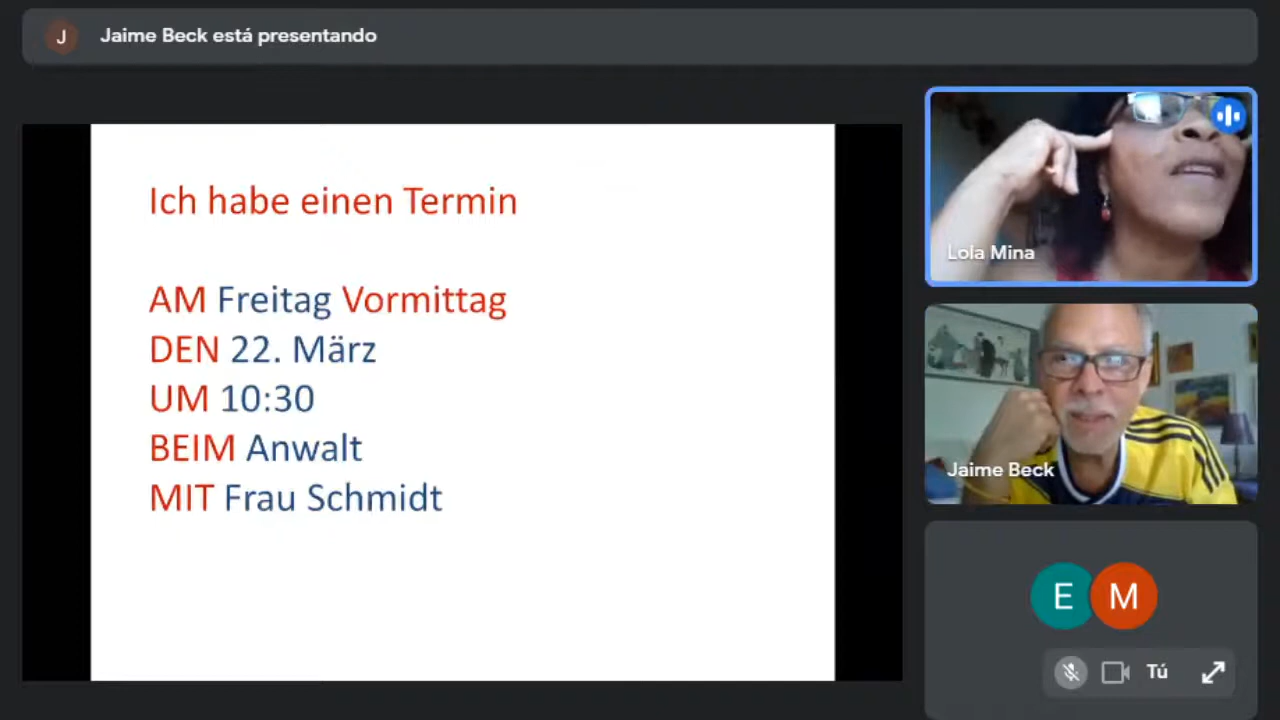 J Jaime Beck está presentando
Ich habe einen Termin
AM Freitag Vormittag
DEN 22. März
UM 10:30
BEIM Anwalt
MIT Frau Schmidt
Lola Mina
Jaime Beck
E M
Tú